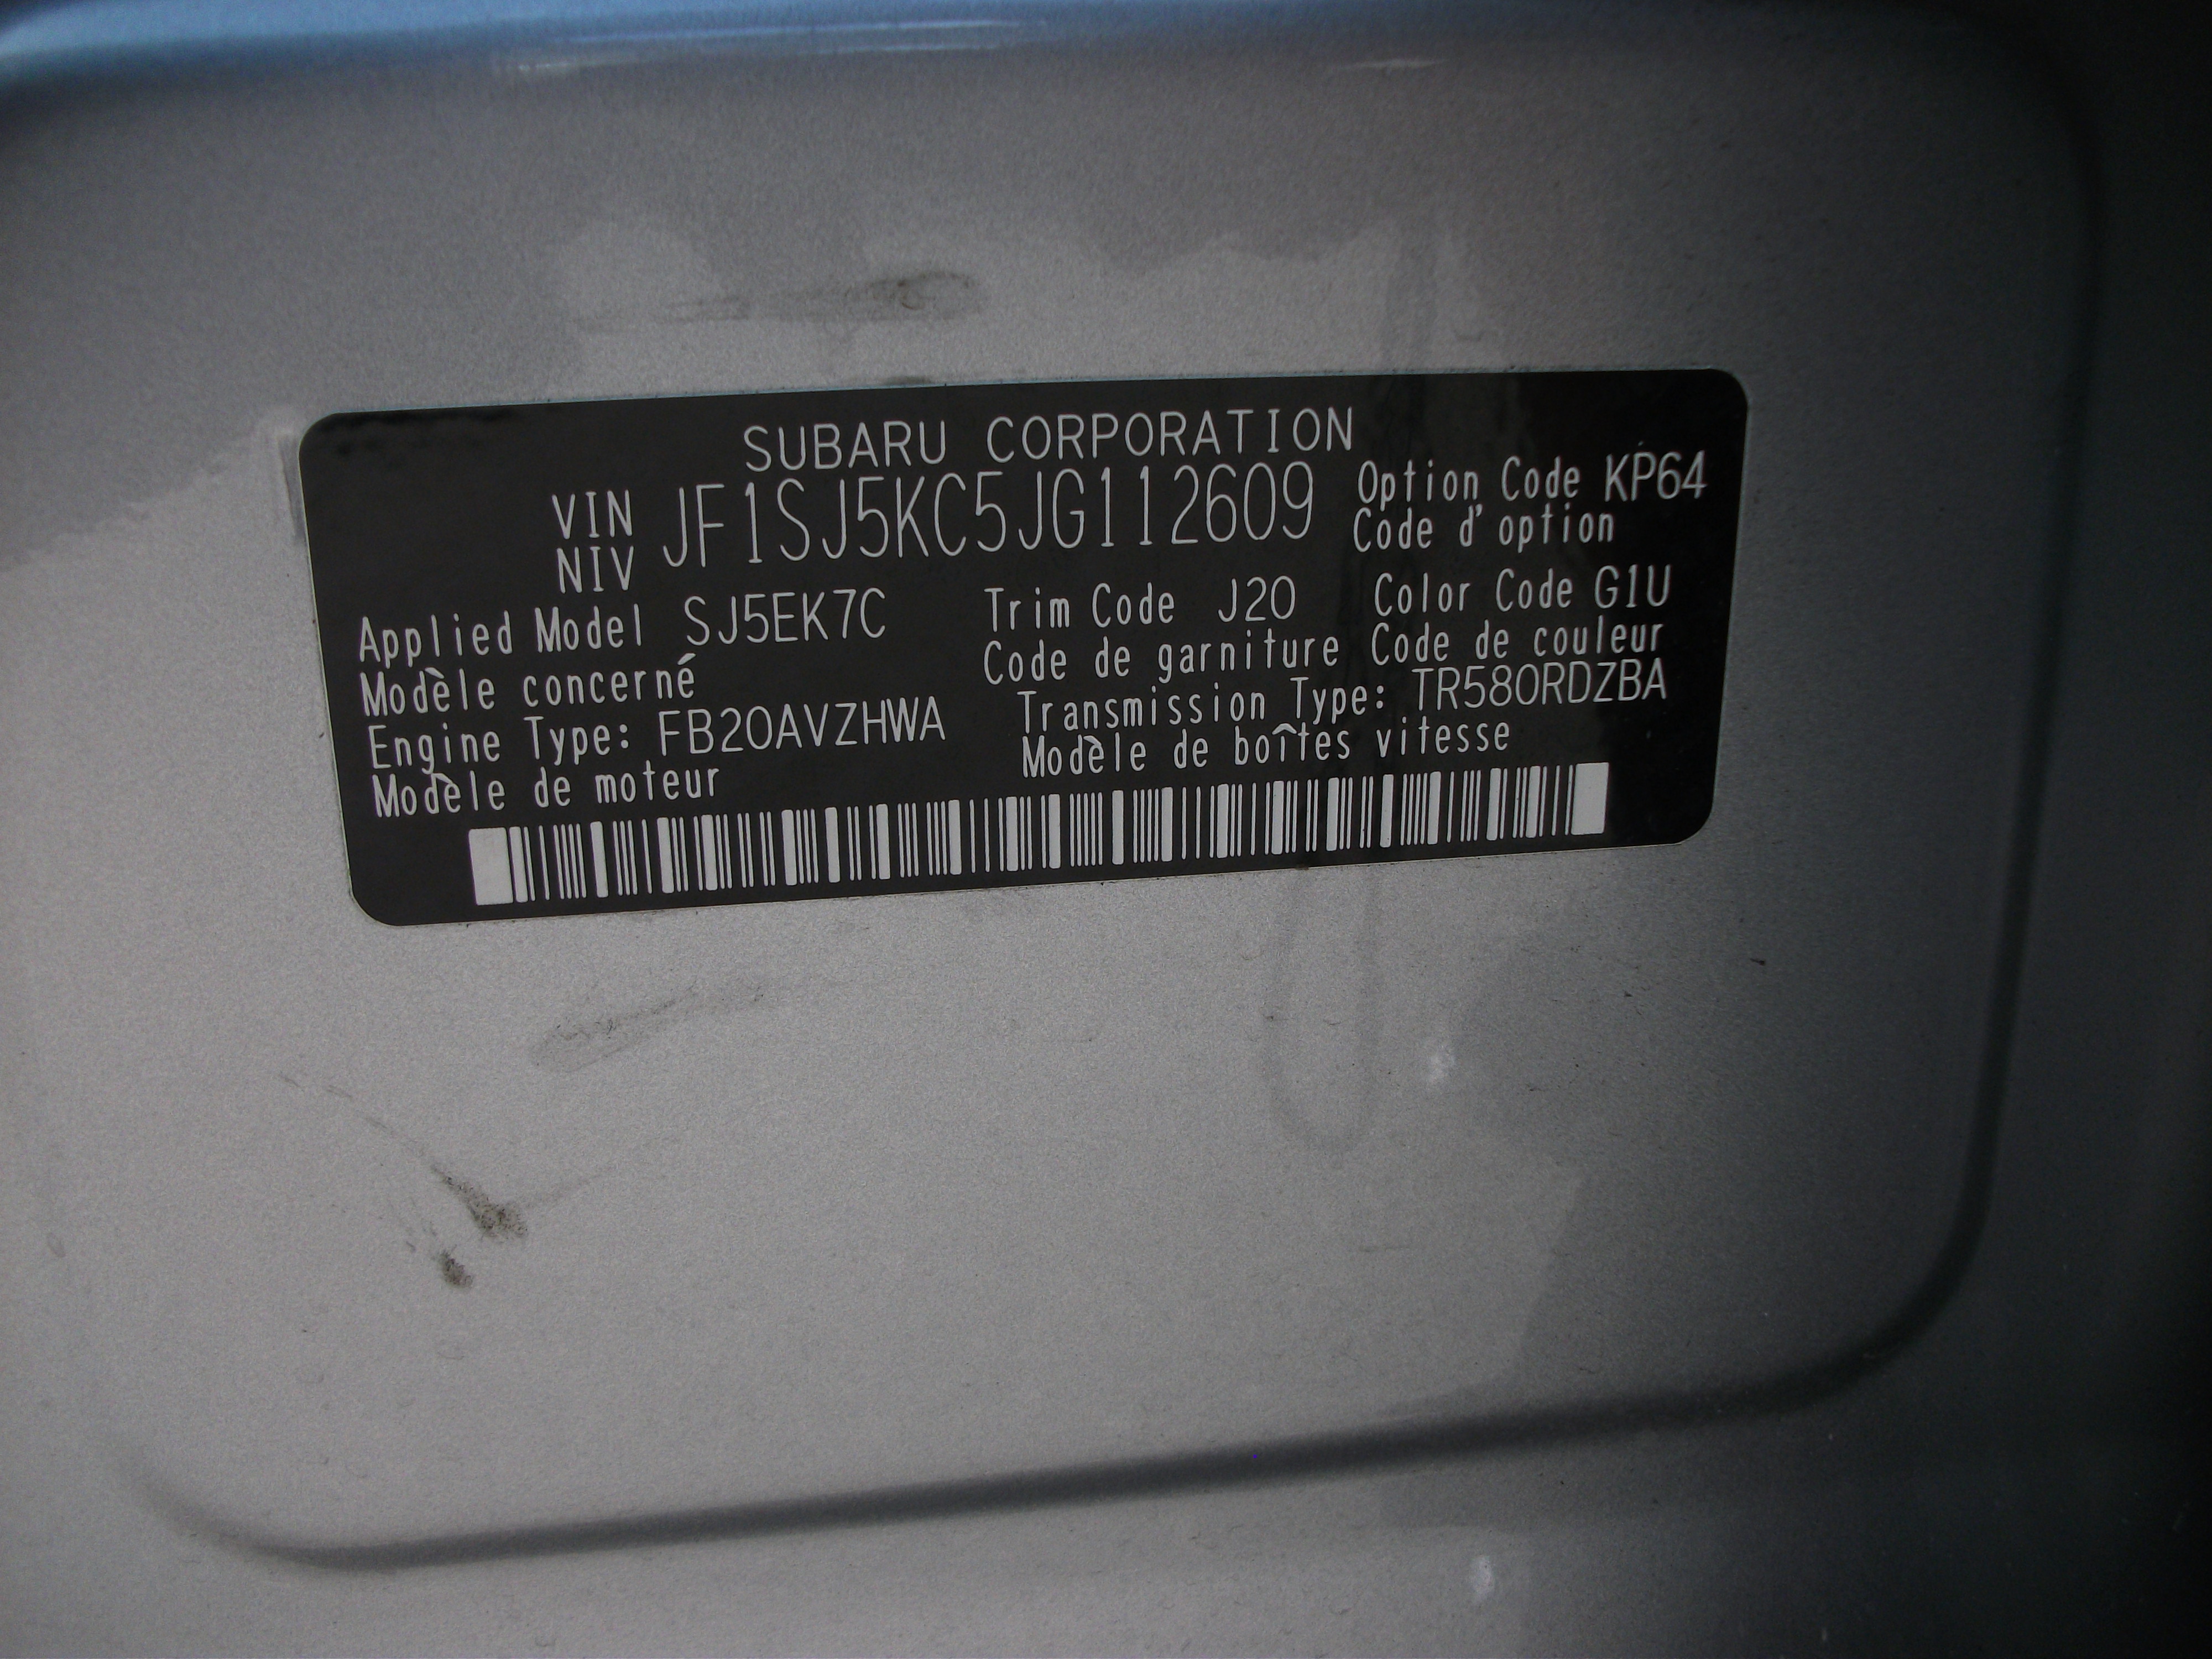 SUBARU CORPORATION
VIN JF1SJ5KC5JG112609 Option Code KP64
NIV Code d'option
Applied Model SJ5EK7C Trim Code J20 Color Code G1U
Modèle concerné Code de garniture Code de couleur
Engine Type: FB20AVZHWA Transmission Type: TR580RDZBA
Modèle de moteur Modèle de boîtes vitesse